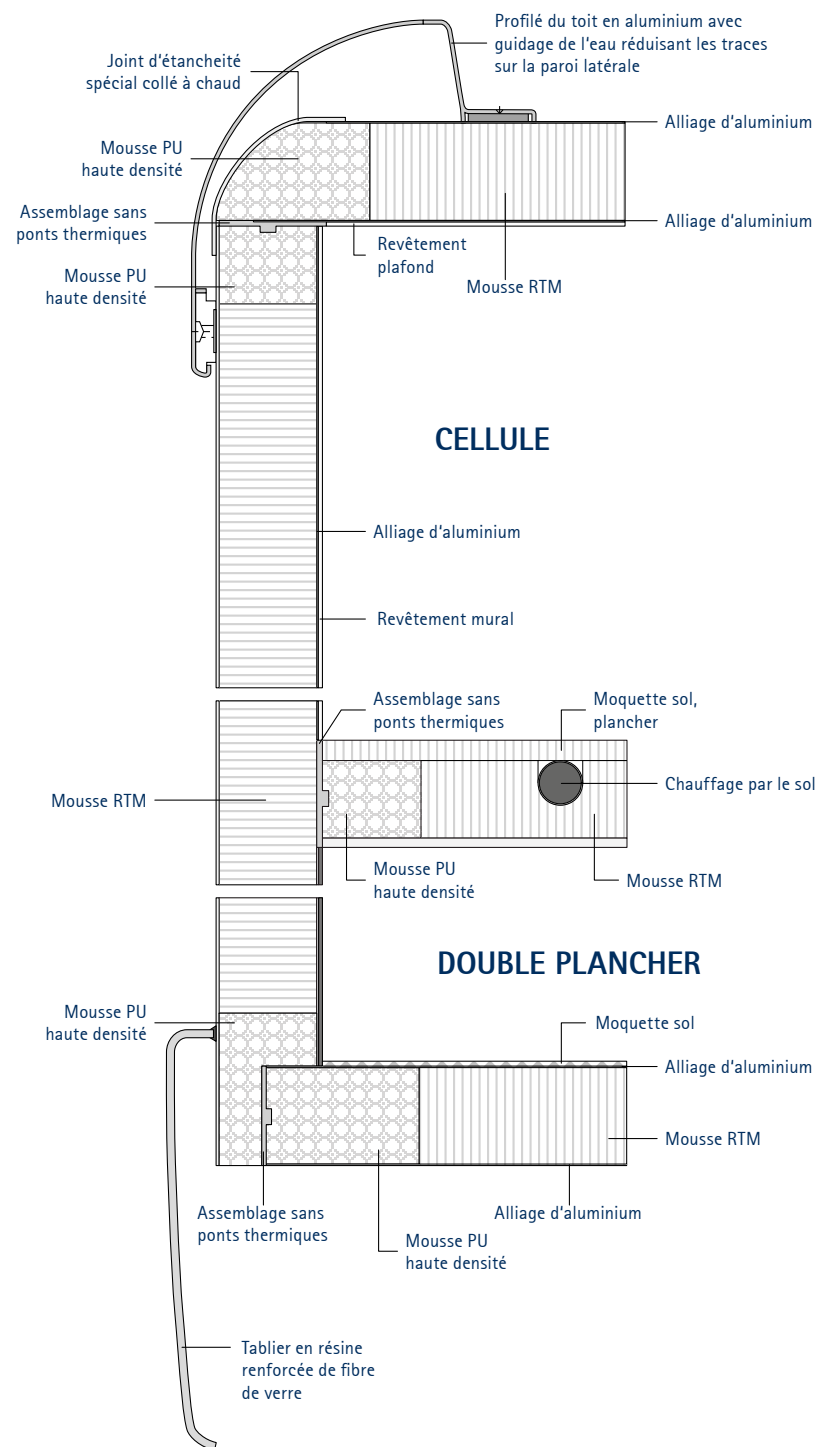 Profilé du toit en aluminium avec
guidage de l'eau réduisant les traces
sur la paroi latérale
Joint d'étancheité
spécial collé à chaud
Alliage d'aluminium
Mousse PU
haute densité
Assemblage sans
ponts thermiques
Alliage d'aluminium
Revêtement
plafond
Mousse PU
haute densité
Mousse RTM
CELLULE
Alliage d'aluminium
Revêtement mural
Assemblage sans
ponts thermiques
Moquette sol,
plancher
Chauffage par le sol
Mousse RTM
Mousse PU
haute densité
Mousse RTM
DOUBLE PLANCHER
Mousse PU
haute densité
Moquette sol
Alliage d'aluminium
Mousse RTM
Assemblage sans
ponts thermiques
Alliage d'aluminium
Mousse PU
haute densité
Tablier en résine
renforcée de fibre
de verre